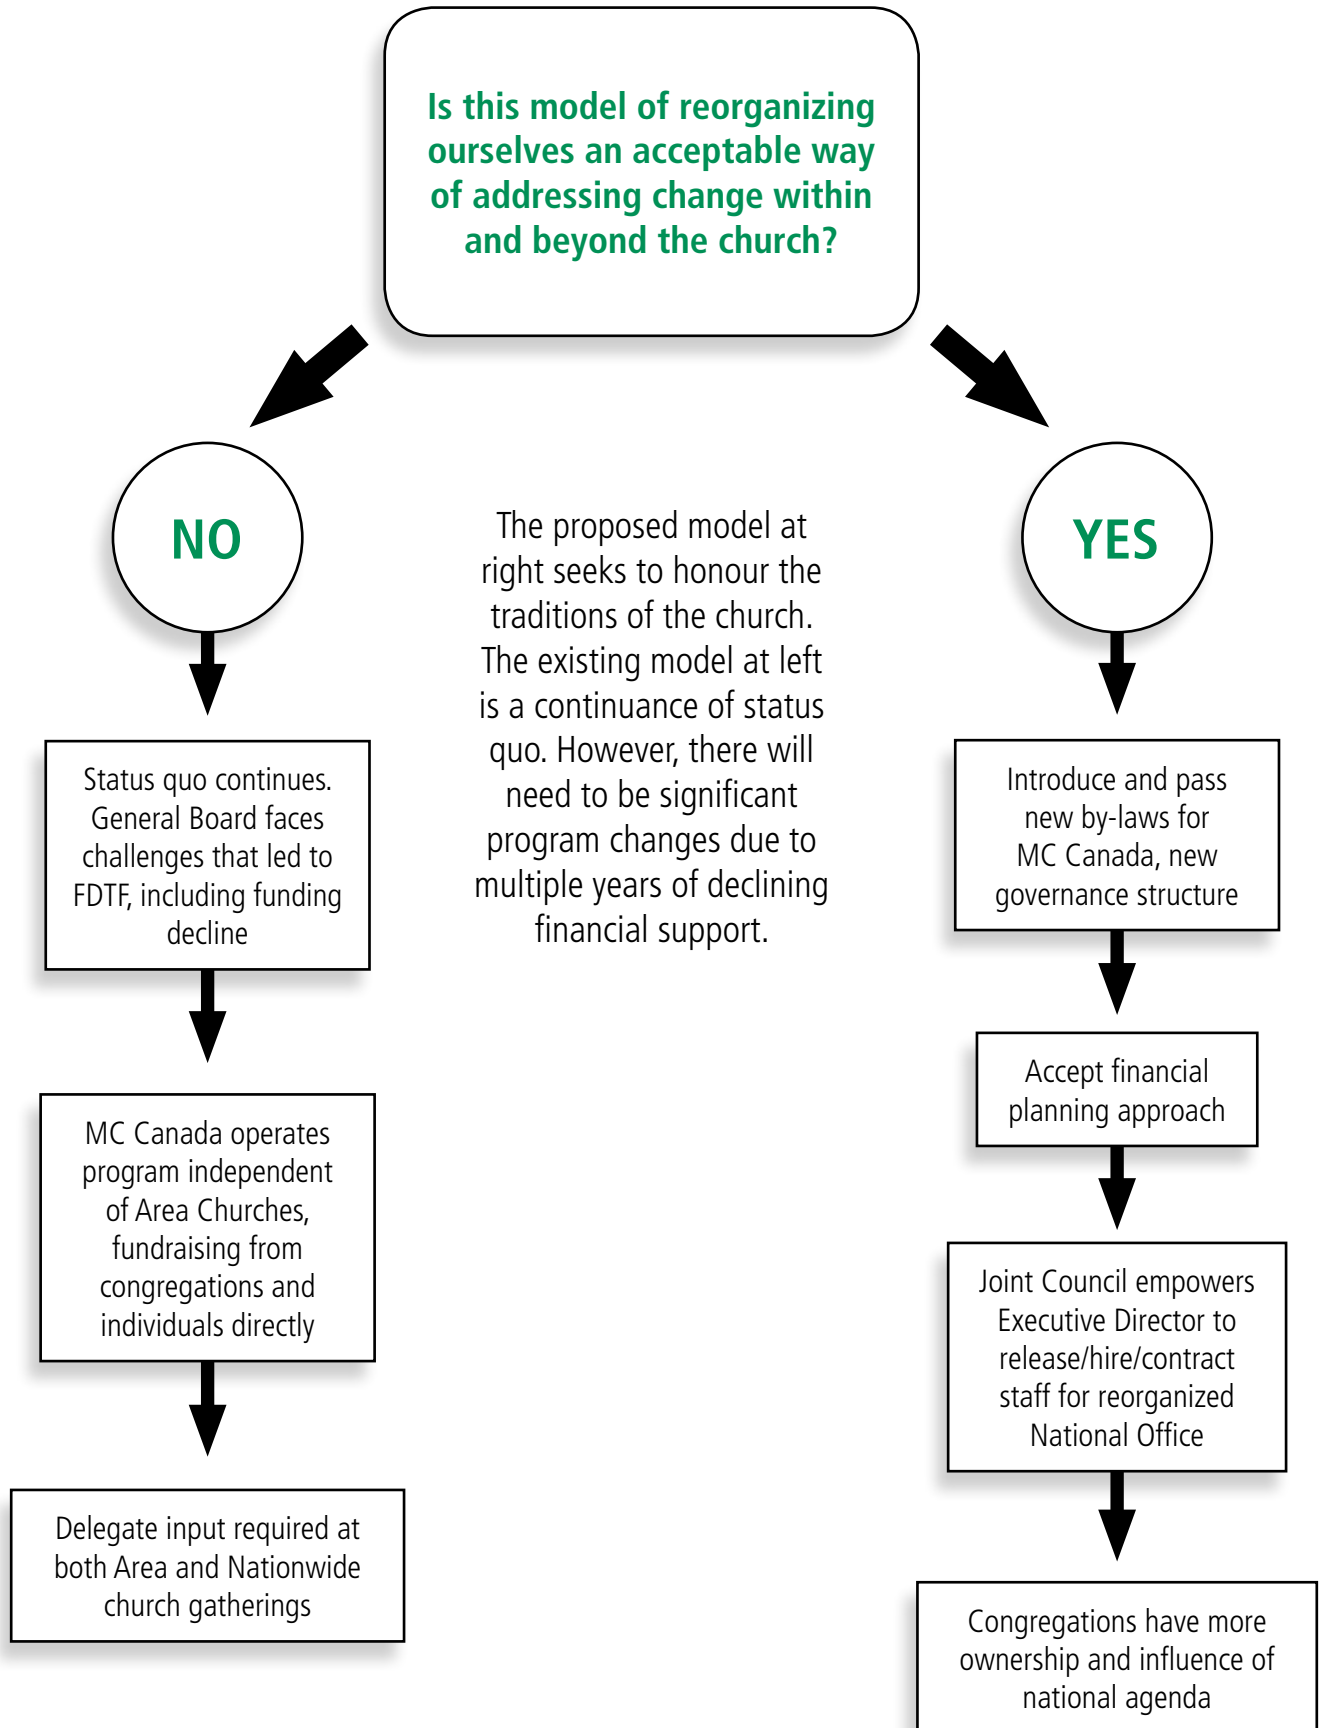 Is this model of reorganizing
ourselves an acceptable way
of addressing change within
and beyond the church?
NO
Status quo continues.
General Board faces
challenges that led to
FDTF, including funding
decline
MC Canada operates
program independent
of Area Churches,
fundraising from
congregations and
individuals directly
Delegate input required at
both Area and Nationwide
church gatherings
The proposed model at
right seeks to honour the
traditions of the church.
The existing model at left
is a continuance of status
quo. However, there will
need to be significant
program changes due to
multiple years of declining
financial support.
YES
Introduce and pass
new by-laws for
MC Canada, new
governance structure
Accept financial
planning approach
Joint Council empowers
Executive Director to
release/hire/contract
staff for reorganized
National Office
Congregations have more
ownership and influence of
national agenda